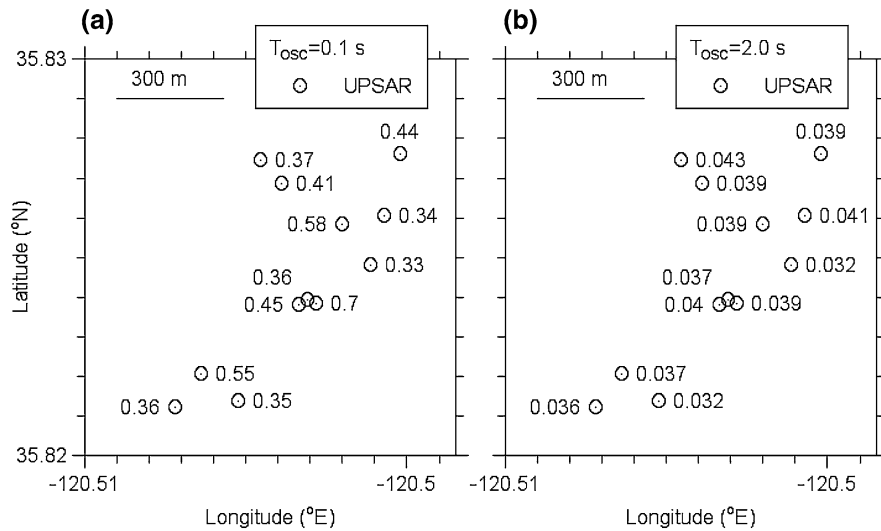 (a)
T_osc=0.1 s
UPSAR
300 m
35.83
0.44
0.37
0.41
0.58
0.34
0.33
0.36
0.45
0.7
0.55
0.36
0.35
35.82
-120.51
-120.5
Latitude (°N)
Longitude (°E)
(b)
T_osc=2.0 s
UPSAR
300 m
0.039
0.043
0.039
0.039
0.041
0.032
0.037
0.04
0.039
0.037
0.036
0.032
-120.51
-120.5
Longitude (°E)